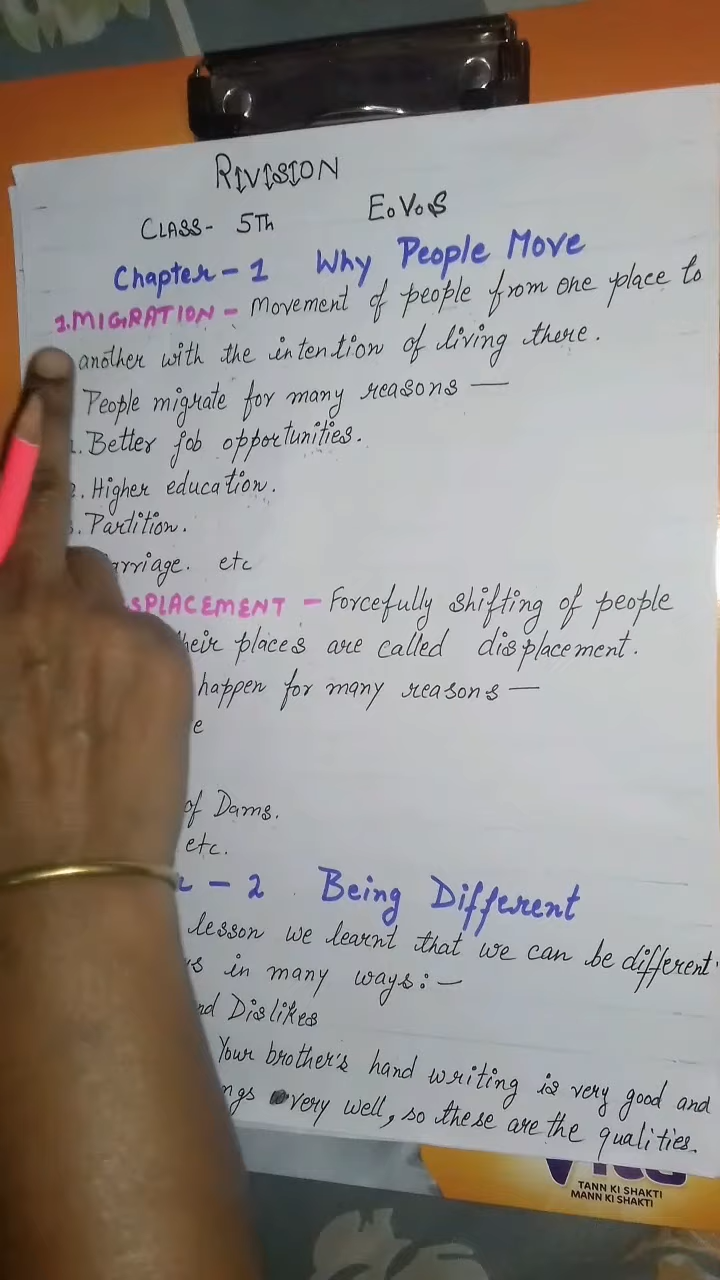 RIVISION
CLASS- 5TH E.V.S
Chapter-1 Why People Move
1.MIGRATION - Movement of people from one place to
another with the intention of living there.
People migrate for many reasons —
. Better job opportunities.
. Higher education.
. Partition.
arriage. etc
SPLACEMENT - Forcefully shifting of people
heir places are called displacement.
happen for many reasons —
e
of Dams.
etc.
- 2 Being Different
lesson we learnt that we can be different.
in many ways:-
nd Dislikes
Your brother's hand writing is very good and
ngs very well, so these are the qualities.
TANN KI SHAKTI
MANN KI SHAKTI